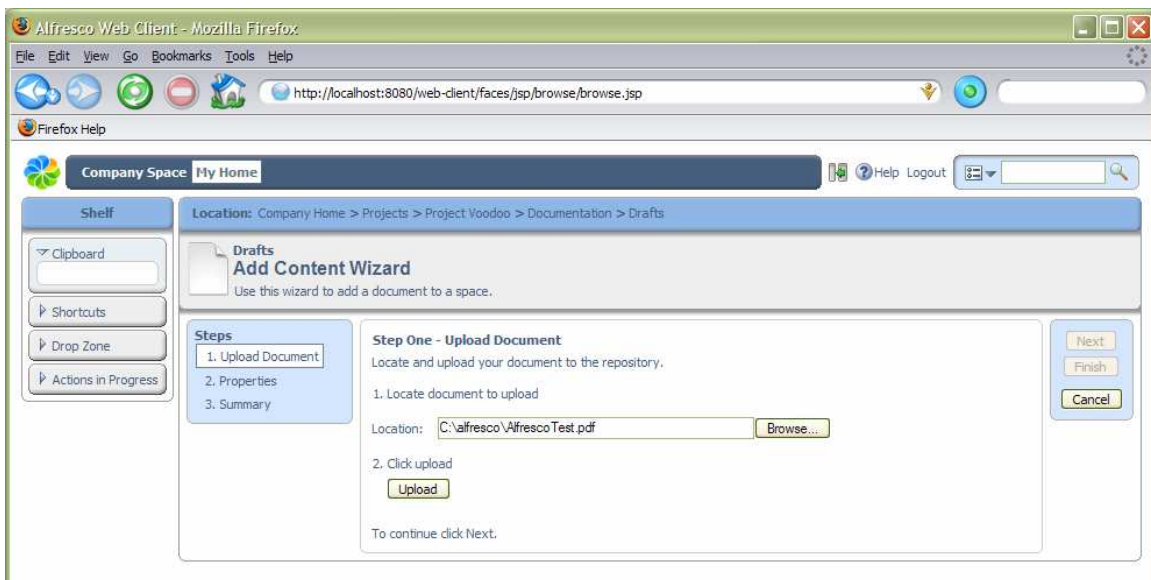 Alfresco Web Client - Mozilla Firefox
File Edit View Go Bookmarks Tools Help
http://localhost:8080/web-client/faces/jsp/browse/browse.jsp
Firefox Help
Company Space My Home Help Logout
Shelf
Location: Company Home > Projects > Project Voodoo > Documentation > Drafts
Clipboard
Shortcuts
Drop Zone
Actions in Progress
Drafts
Add Content Wizard
Use this wizard to add a document to a space.
Steps
1. Upload Document
2. Properties
3. Summary
Step One - Upload Document
Locate and upload your document to the repository.
1. Locate document to upload
Location: C:\alfresco\AlfrescoTest.pdf Browse...
2. Click upload
Upload
To continue click Next.
Next
Finish
Cancel